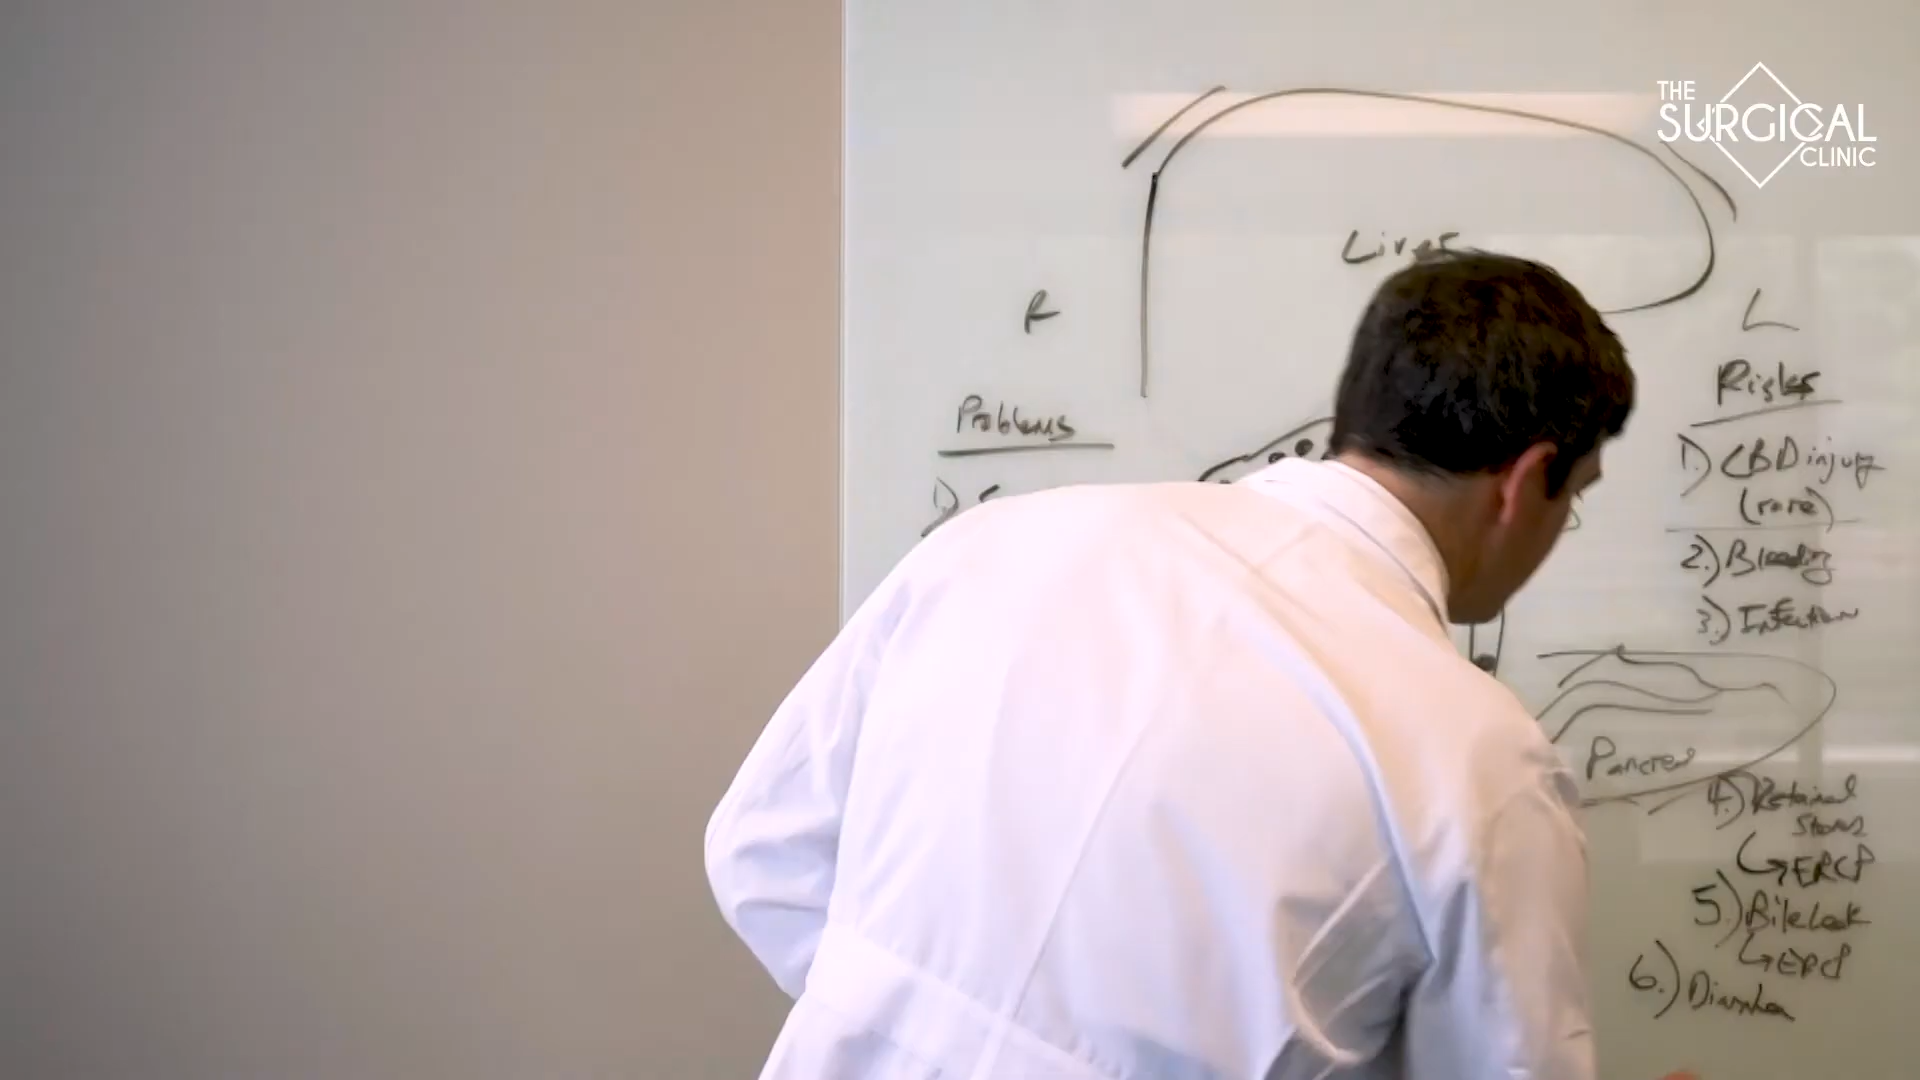 THE
SURGICAL
CLINIC
Liver
R
L
Problems
1)
Risks
1.) CBD injury
(rare)
2.) Bleeding
3.) Infection
Pancreas
4.) Retained
Stones
↳ ERCP
5.) Bile Leak
↳ ERCP
6.) Diarrhea